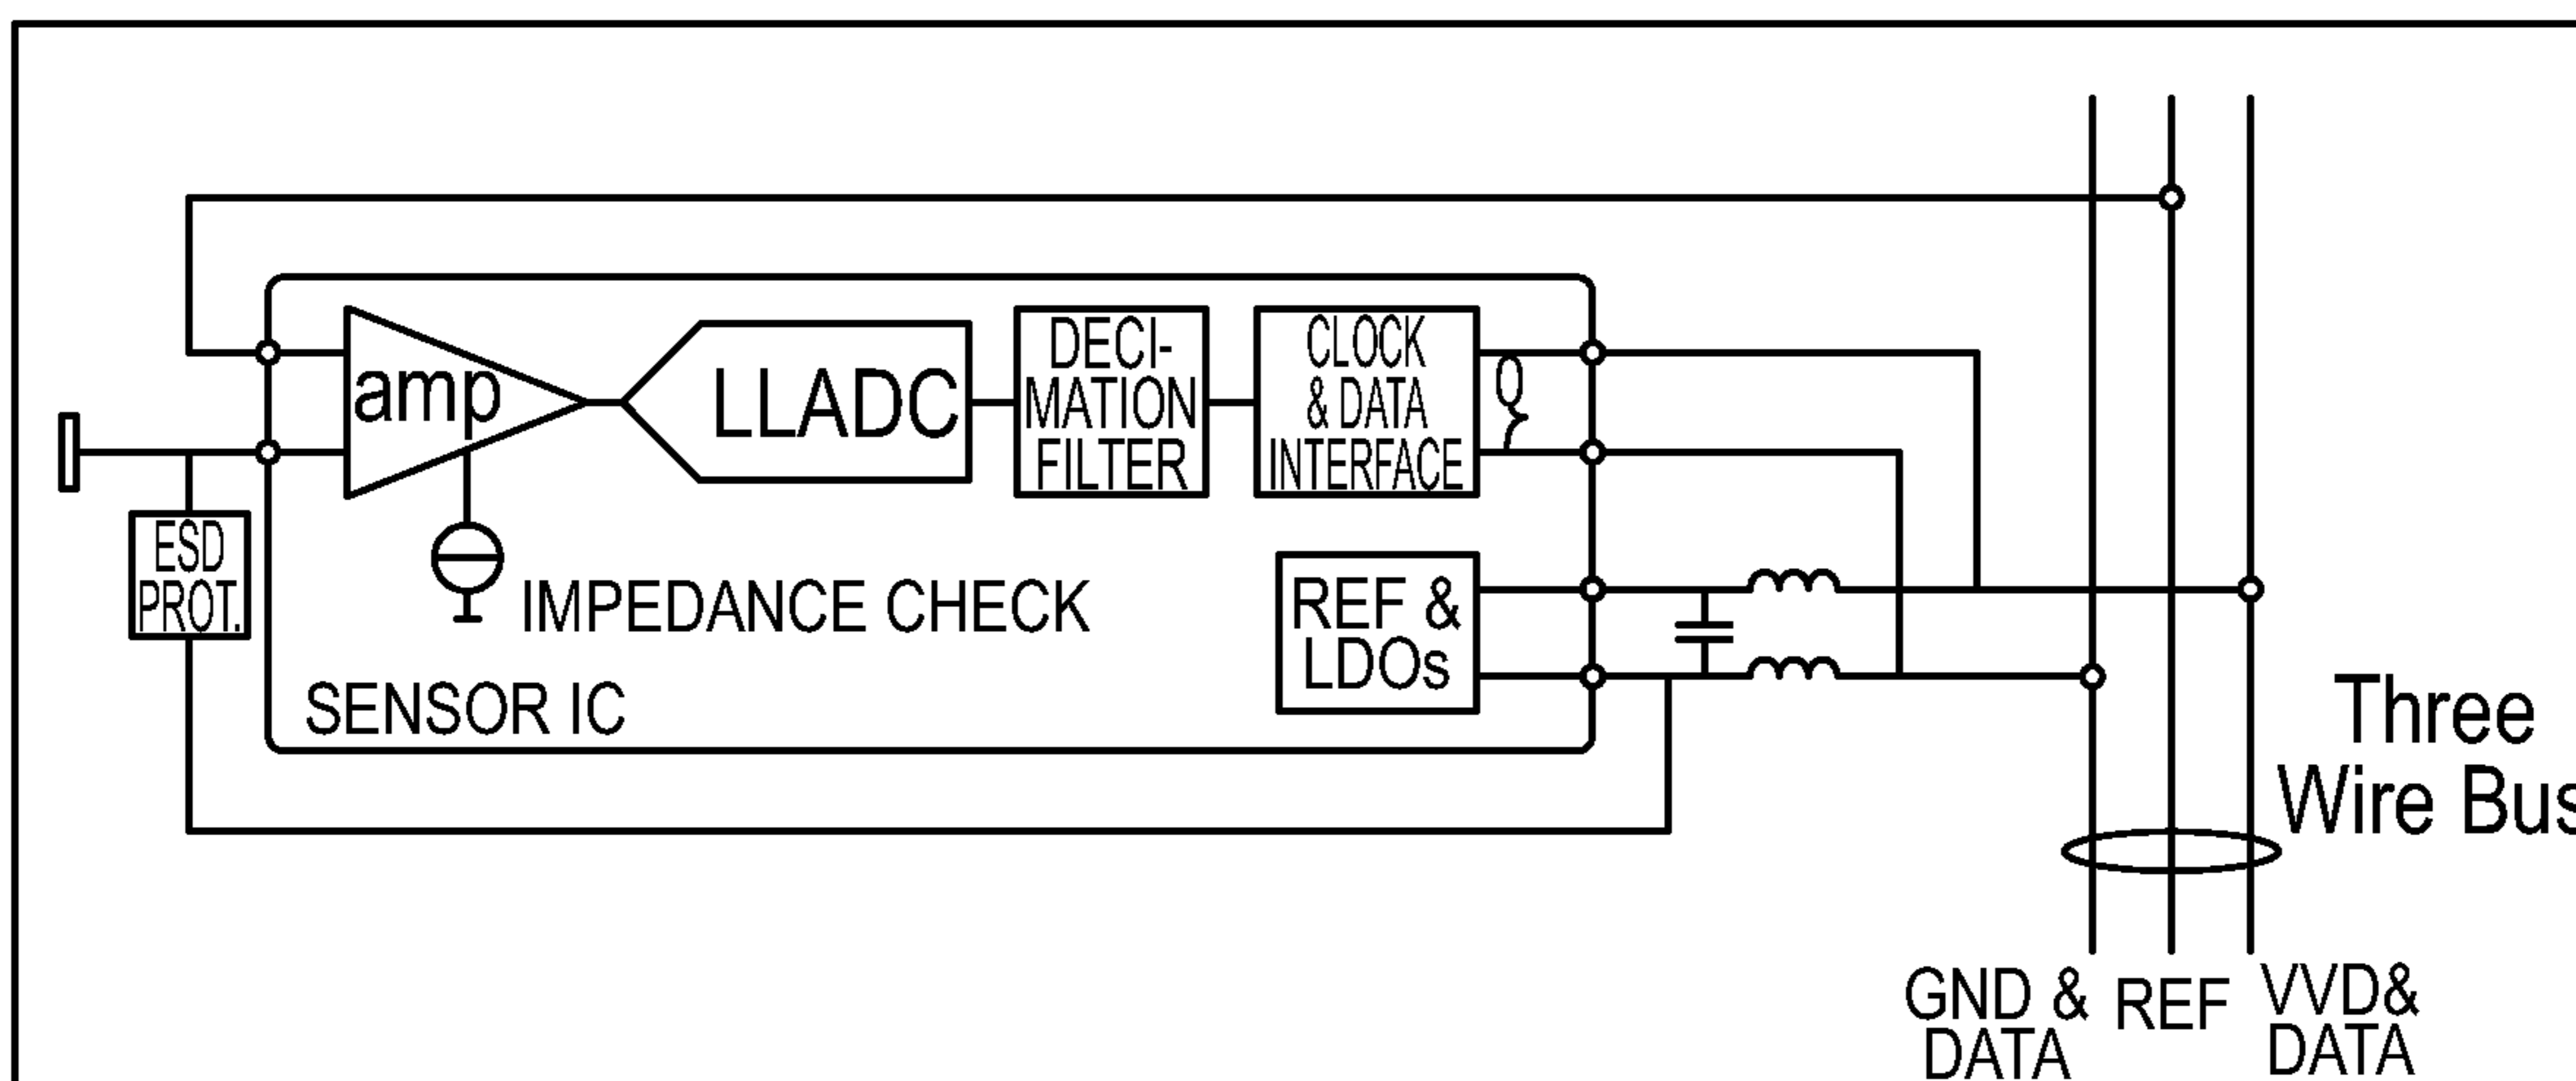 amp
LLADC
DECI-
MATION
FILTER
CLOCK
& DATA
INTERFACE
ESD
PROT.
IMPEDANCE CHECK
REF &
LDOs
SENSOR IC
Three
Wire Bus
GND &
DATA
REF
VVD&
DATA